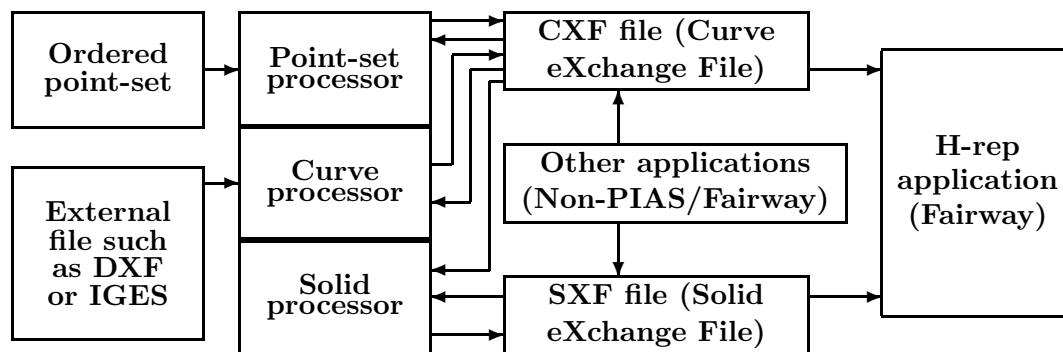 Ordered
point-set
External
file such
as DXF
or IGES
Point-set
processor
Curve
processor
Solid
processor
CXF file (Curve
eXchange File)
Other applications
(Non-PIAS/Fairway)
SXF file (Solid
eXchange File)
H-rep
application
(Fairway)